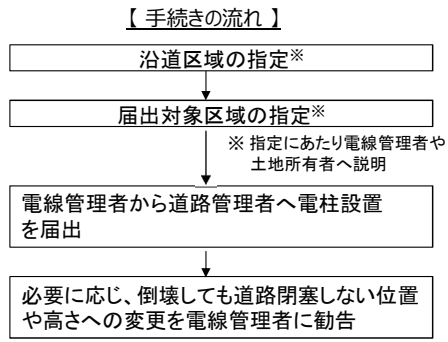 【 手続きの流れ 】
沿道区域の指定※
届出対象区域の指定※
※ 指定にあたり電線管理者や
土地所有者へ説明
電線管理者から道路管理者へ電柱設置
を届出
必要に応じ、倒壊しても道路閉塞しない位置
や高さへの変更を電線管理者に勧告